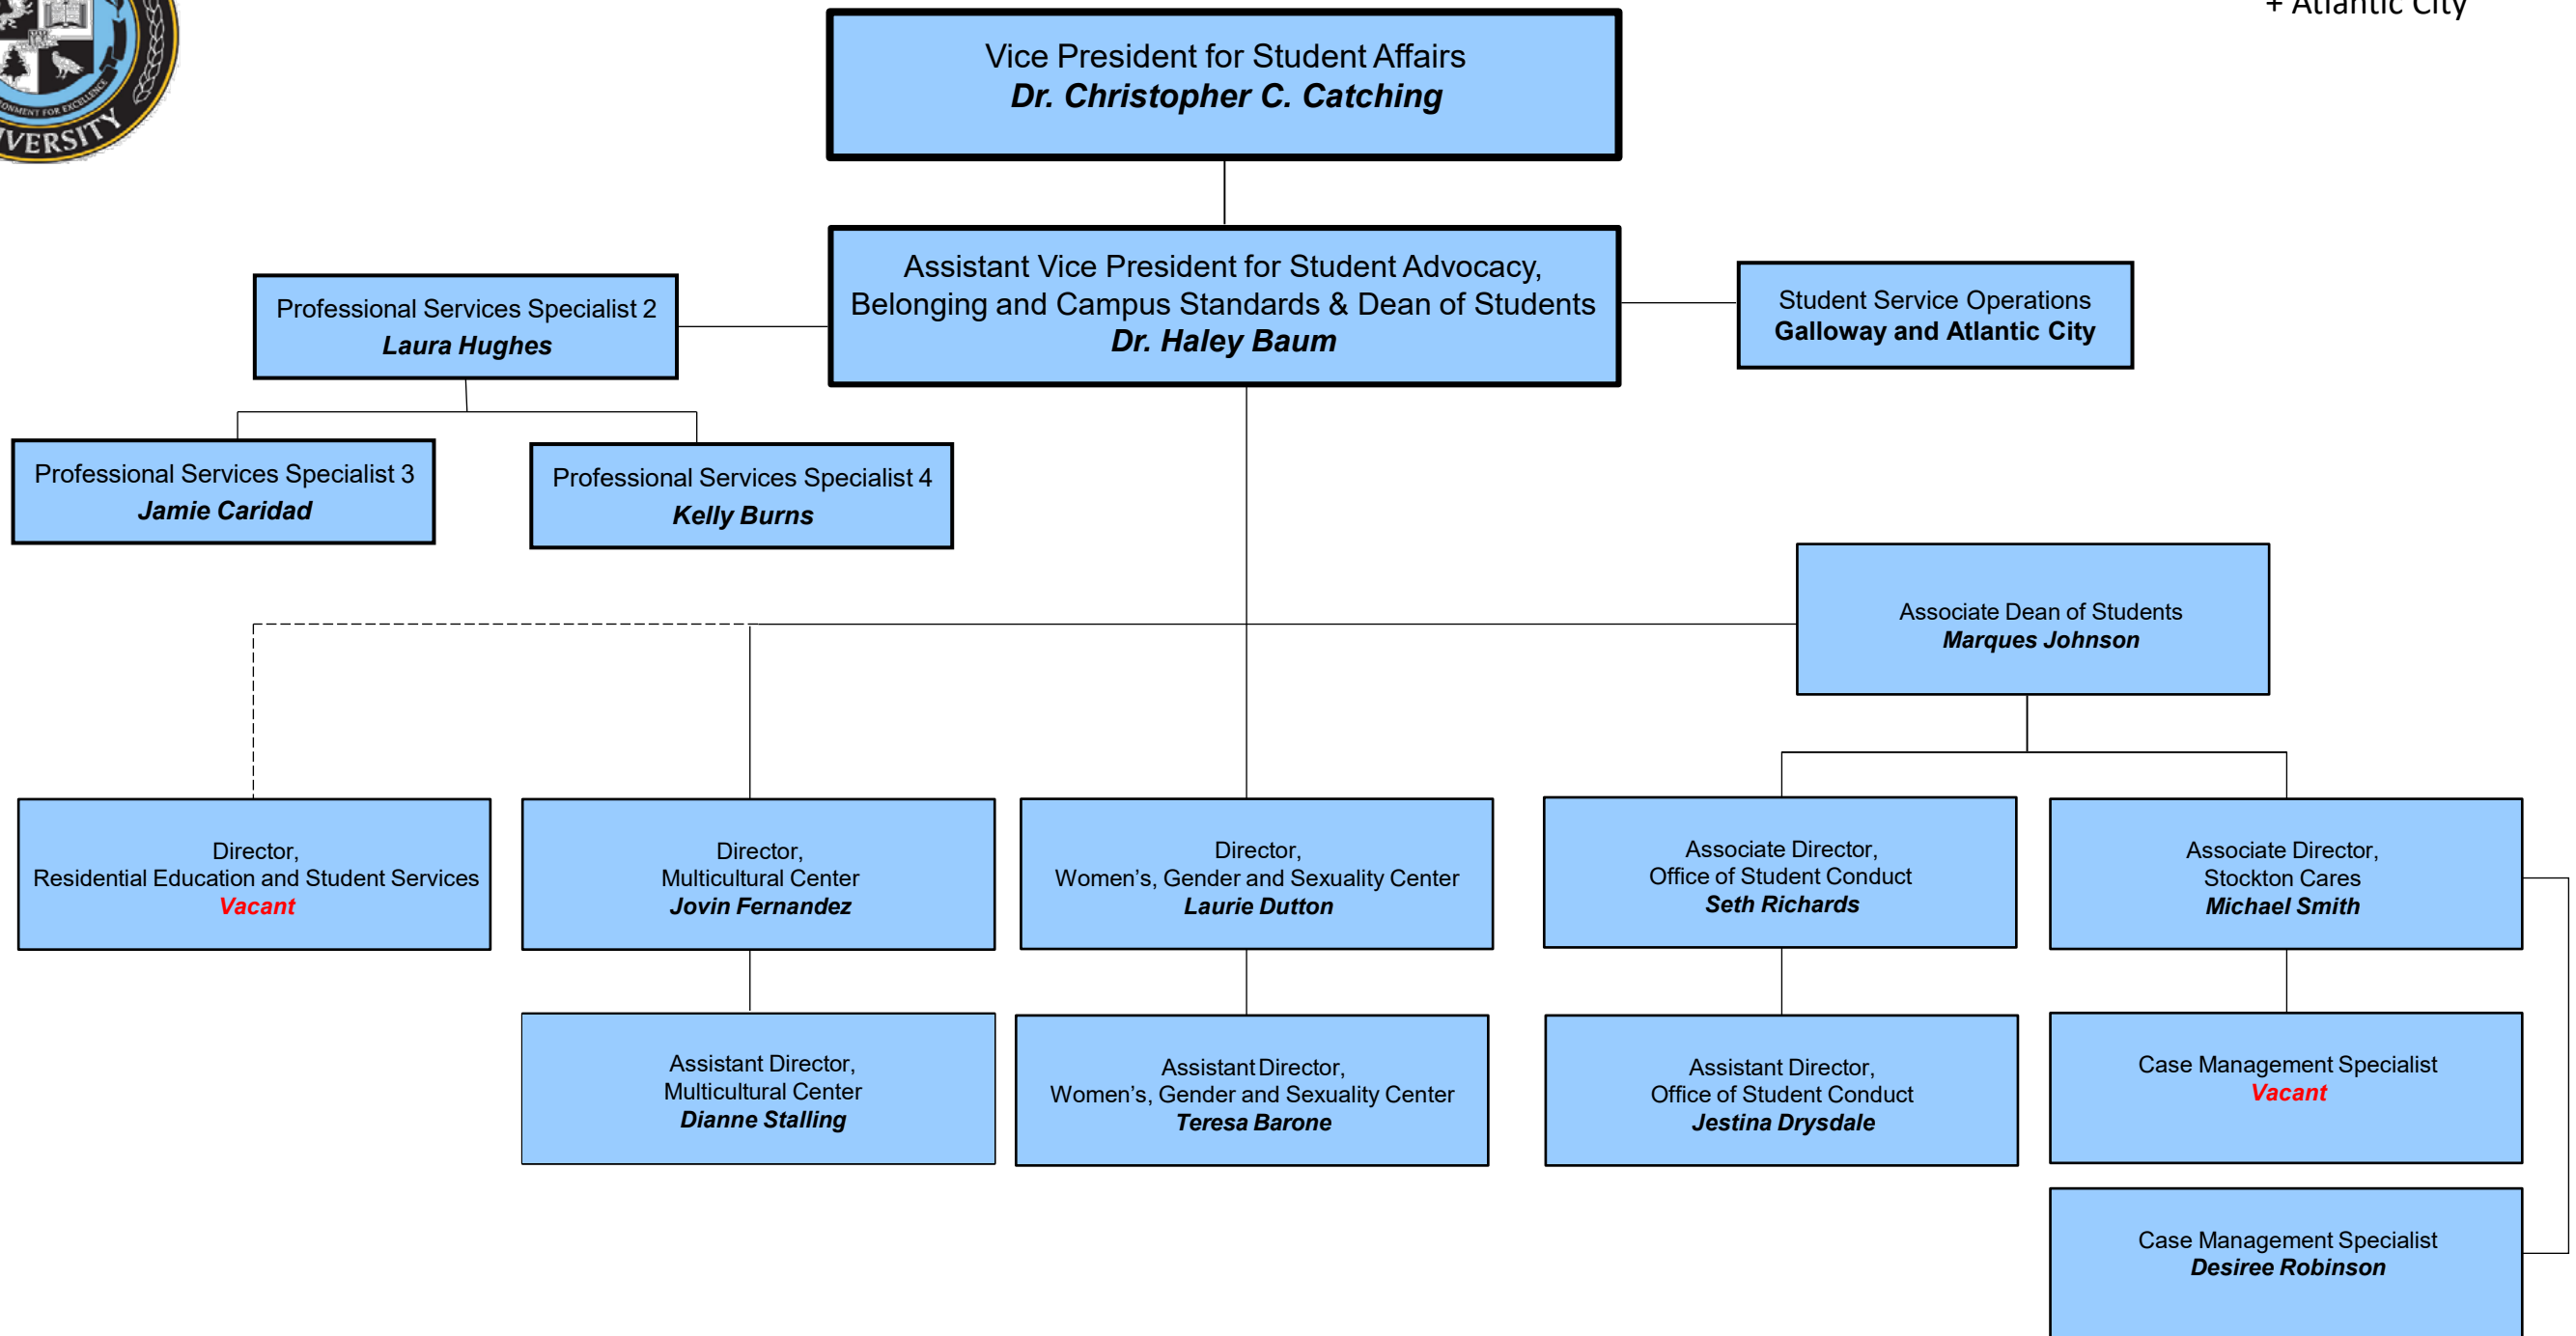 + Atlantic City
ONMENT FOR EXCELLENCE
IVERSITY
Vice President for Student Affairs
Dr. Christopher C. Catching
Assistant Vice President for Student Advocacy,
Belonging and Campus Standards & Dean of Students
Dr. Haley Baum
Student Service Operations
Galloway and Atlantic City
Professional Services Specialist 2
Laura Hughes
Professional Services Specialist 3
Jamie Caridad
Professional Services Specialist 4
Kelly Burns
Associate Dean of Students
Marques Johnson
Director,
Residential Education and Student Services
Vacant
Director,
Multicultural Center
Jovin Fernandez
Director,
Women’s, Gender and Sexuality Center
Laurie Dutton
Associate Director,
Office of Student Conduct
Seth Richards
Associate Director,
Stockton Cares
Michael Smith
Assistant Director,
Multicultural Center
Dianne Stalling
Assistant Director,
Women’s, Gender and Sexuality Center
Teresa Barone
Assistant Director,
Office of Student Conduct
Jestina Drysdale
Case Management Specialist
Vacant
Case Management Specialist
Desiree Robinson